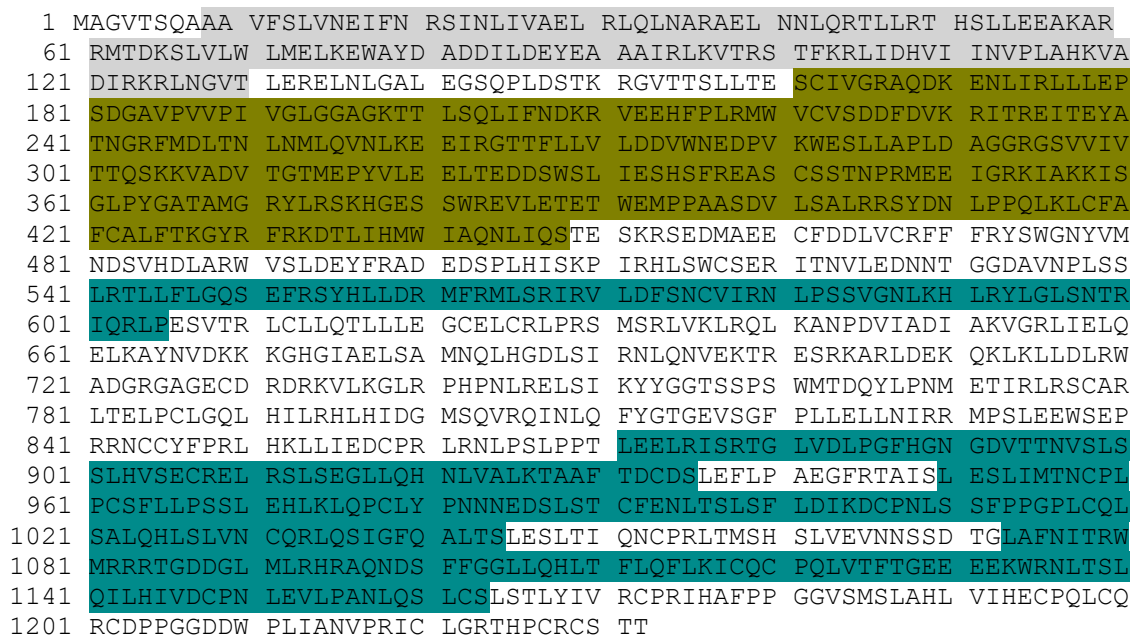 1 MAGVTSQAAA VFSLVNEIFN RSINLIVAEL RLQLNARAEL NNLQRTLLRT HSLLEEAKAR
61 RMTDKSLVLW LMELKEWAYD ADDILDEYEA AAIRLKVTRS TFKRLIDHVI INVPLAHKVA
121 DIRKRLNGVT LERELNLGAL EGSQPLDSTK RGVTTSLLTE SCIVGRAQDK ENLIRLLLEP
181 SDGAVPVVPI VGLGGAGKTT LSQLIFNDKR VEEHFPLRMW VCVSDDFDVK RITREITEYA
241 TNGRFMDLTN LNMLQVNLKE EIRGTTFLLV LDDVWNEDPV KWESLLAPLD AGGRGSVVIV
301 TTQSKKVADV TGTMEPYVLE ELTEDDSWSL IESHSFREAS CSSTNPRMEE IGRKIAKKIS
361 GLPYGATAMG RYLRSKHGES SWREVLETET WEMPPAASDV LSALRRSYDN LPPQLKLCFA
421 FCALFTKGYR FRKDTLIHMW IAQNLIQSTE SKRSEDMAEE CFDDLVCRFF FRYSWGNYVM
481 NDSVHDLARW VSLDEYFRAD EDSPLHISKP IRHLSWCSER ITNVLEDNNT GGDAVNPLSS
541 LRTLLFLGQS EFRSYHLLDR MFRMLSRIRV LDFSNCVIRN LPSSVGNLKH LRYLGLSNTR
601 IQRLPESVTR LCLLQTLLLE GCELCRLPRS MSRLVKLRQL KANPDVIADI AKVGRLIELQ
661 ELKAYNVDKK KGHGIAELSA MNQLHGDLSI RNLQNVEKTR ESRKARLDEK QKLKLLDLRW
721 ADGRGAGECD RDRKVLKGLR PHPNLRELSI KYYGGTSSPS WMTDQYLPNM ETIRLRSCAR
781 LTELPCLGQL HILRHLHIDG MSQVRQINLQ FYGTGEVSGF PLLELLNIRR MPSLEEWSEP
841 RRNCCYFPRL HKLLIEDCPR LRNLPSLPPT LEELRISRTG LVDLPGFHGN GDVTTNVSLS
901 SLHVSECREL RSLSEGLLQH NLVALKTAAF TDCDSLEFLP AEGFRTAISL ESLIMTNCPL
961 PCSFLLPSSL EHLKLQPCLY PNNNEDSLST CFENLTSLSF LDIKDCPNLS SFPPGPLCQL
1021 SALQHLSLVN CQRLQSIGFQ ALTSLESLTI QNCPRLTMSH SLVEVNNSSD TGLAFNITRW
1081 MRRRTGDDGL MLRHRAQNDS FFGGLLQHLT FLQFLKICQC PQLVTFTGEE EEKWRNLTSL
1141 QILHIVDCPN LEVLPANLQS LCSLSTLYIV RCPRIHAFPP GGVSMSLAHL VIHECPQLCQ
1201 RCDPPGGDDW PLIANVPRIC LGRTHPCRCS TT